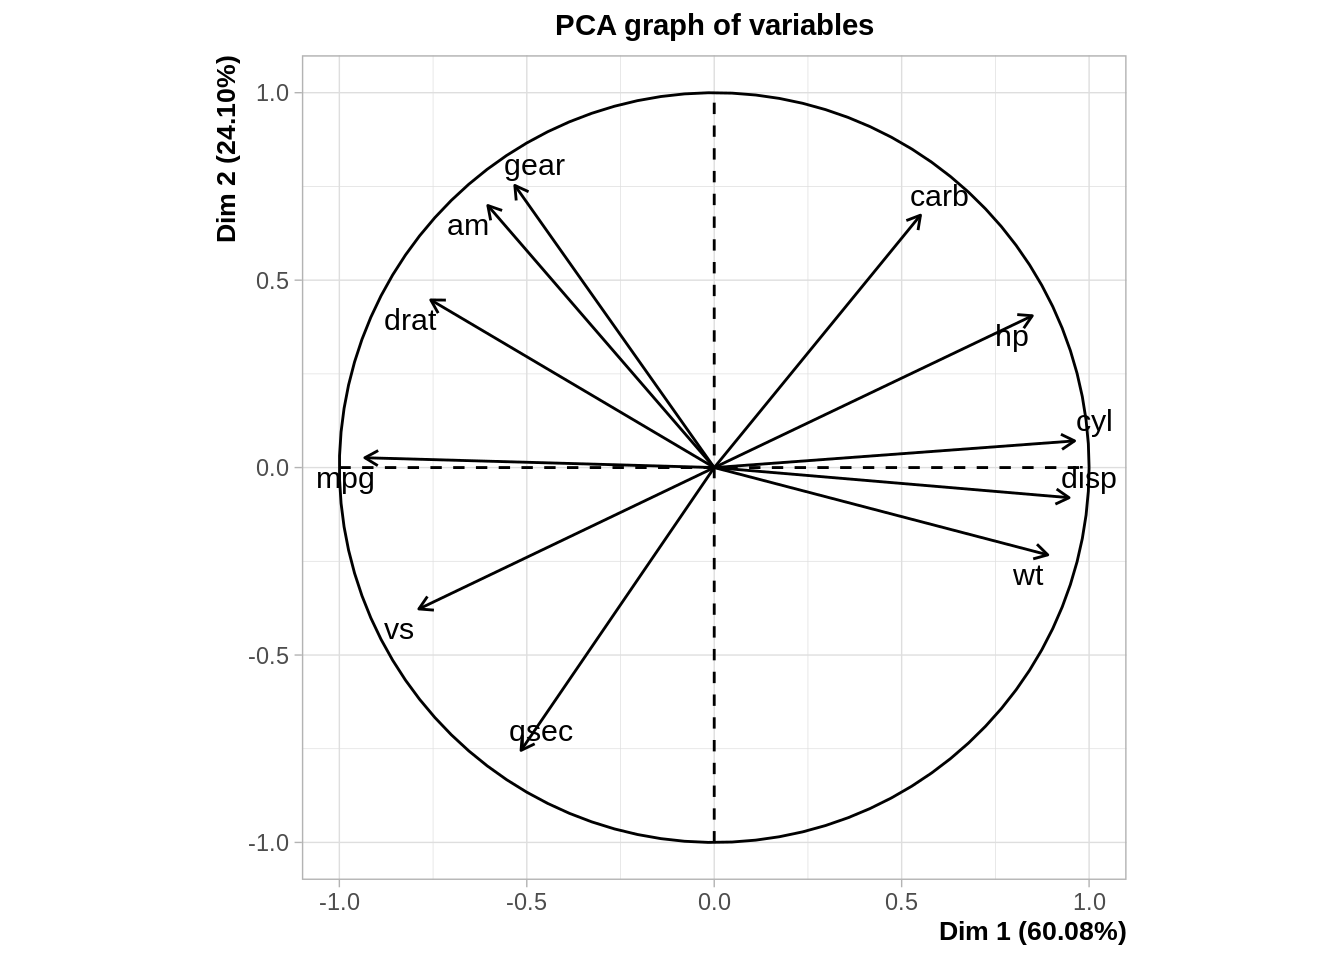 PCA graph of variables
Dim 2 (24.10%)
1.0
0.5
0.0
-0.5
-1.0
gear
carb
am
drat
hp
cyl
mpg
disp
wt
vs
qsec
-1.0
-0.5
0.0
0.5
1.0
Dim 1 (60.08%)